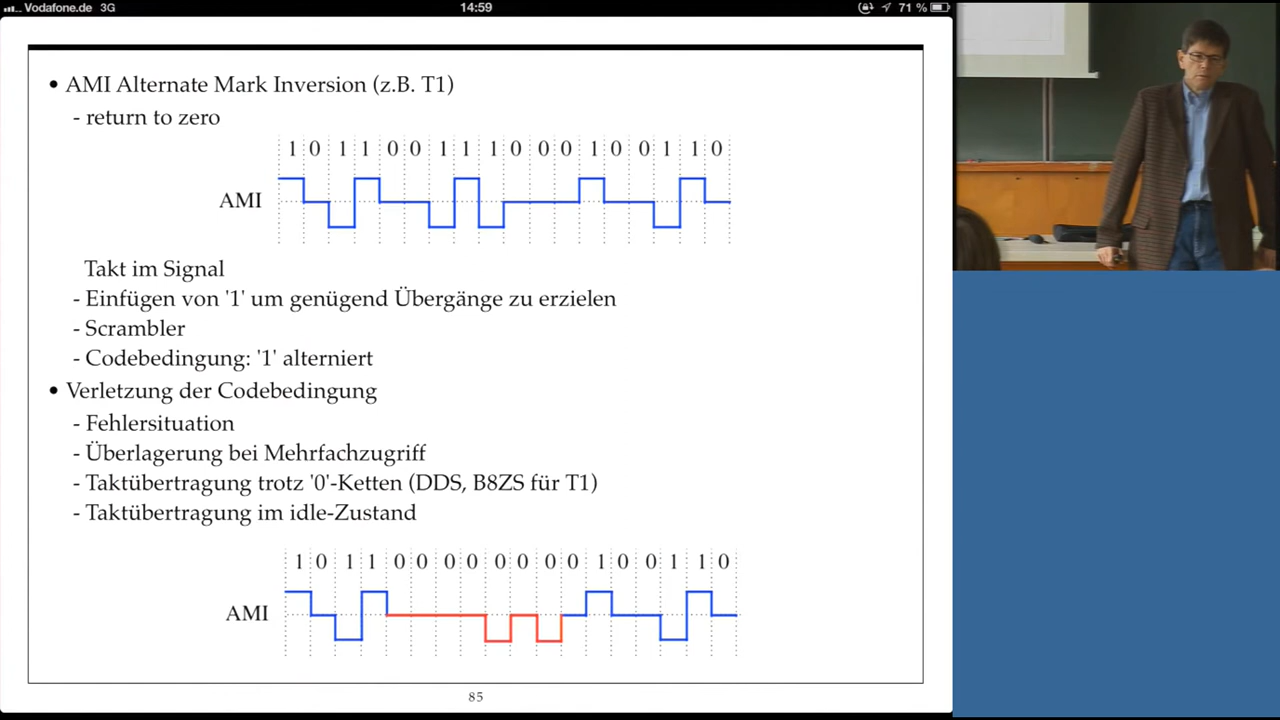 Vodafone.de 3G 14:59 71 %
• AMI Alternate Mark Inversion (z.B. T1)
- return to zero
1 0 1 1 0 0 1 1 1 0 0 0 1 0 0 1 1 0
AMI
Takt im Signal
- Einfügen von '1' um genügend Übergänge zu erzielen
- Scrambler
- Codebedingung: '1' alterniert
• Verletzung der Codebedingung
- Fehlersituation
- Überlagerung bei Mehrfachzugriff
- Taktübertragung trotz '0'-Ketten (DDS, B8ZS für T1)
- Taktübertragung im idle-Zustand
1 0 1 1 0 0 0 0 0 0 0 0 1 0 0 1 1 0
AMI
85